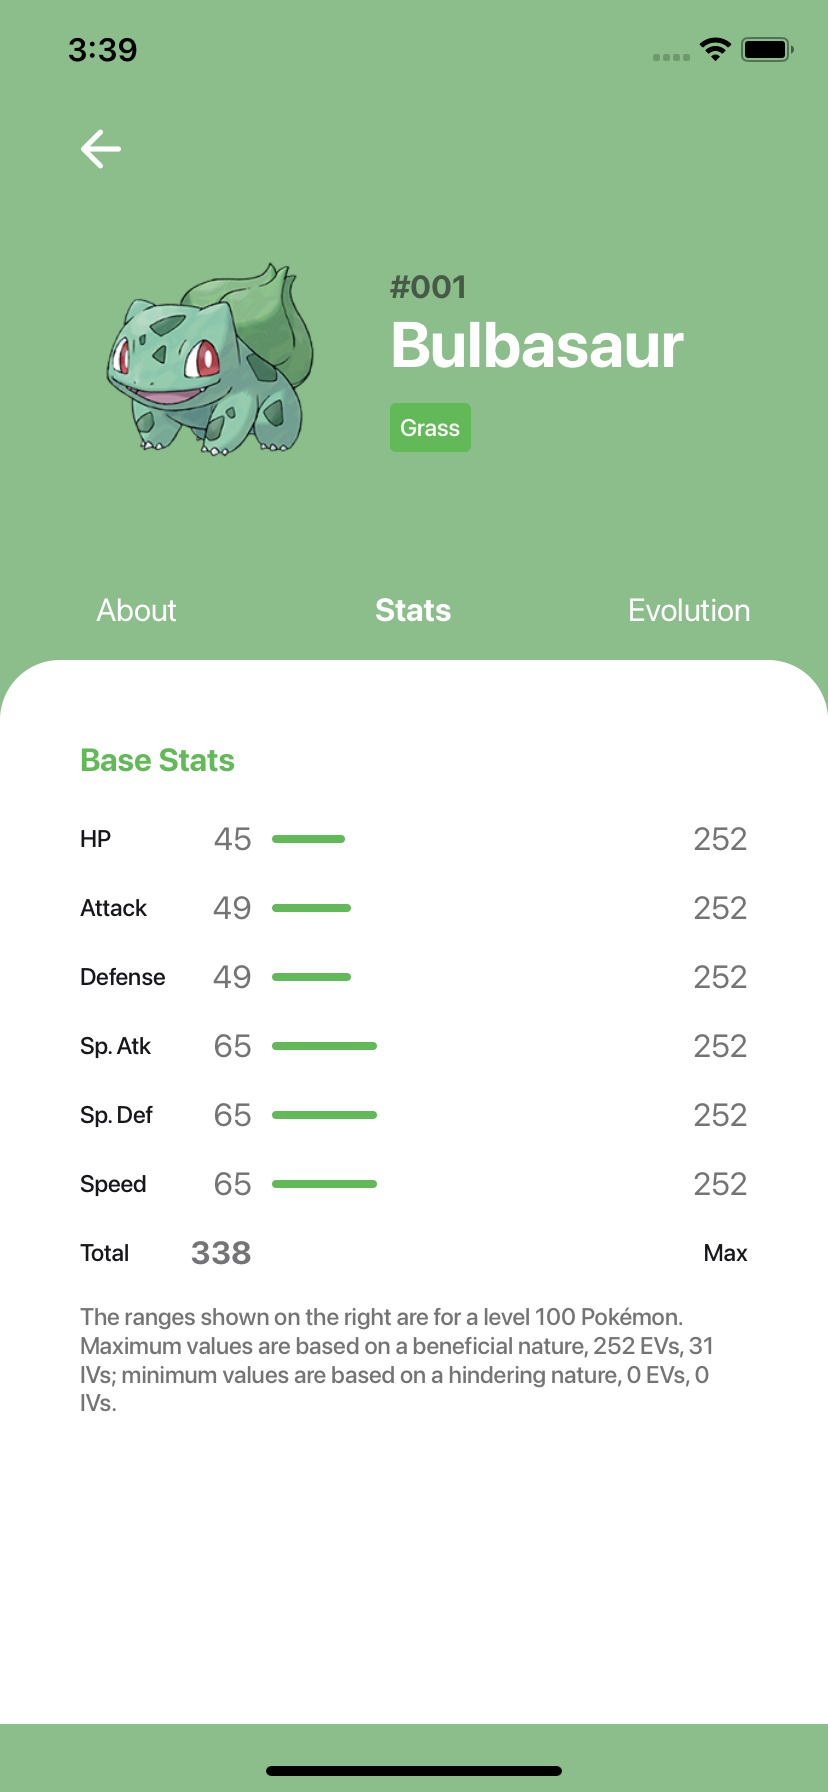 3:39
#001
Bulbasaur
Grass
About Stats Evolution
Base Stats
HP 45 252
Attack 49 252
Defense 49 252
Sp. Atk 65 252
Sp. Def 65 252
Speed 65 252
Total 338 Max
The ranges shown on the right are for a level 100 Pokémon.
Maximum values are based on a beneficial nature, 252 EVs, 31
IVs; minimum values are based on a hindering nature, 0 EVs, 0
IVs.